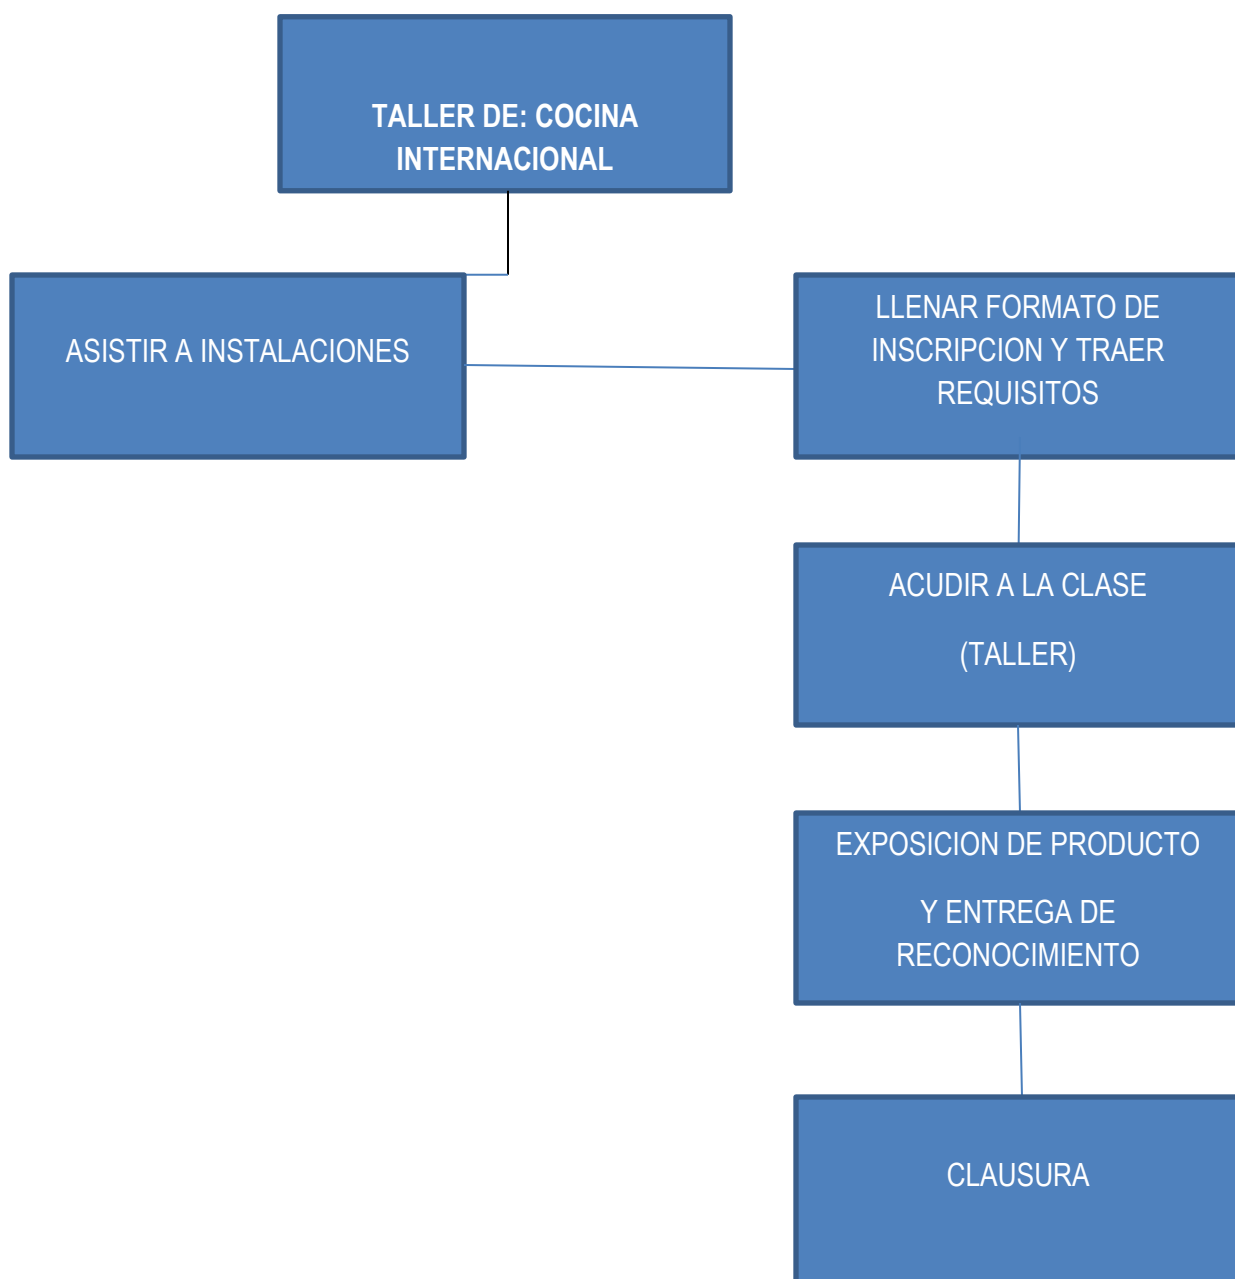 TALLER DE: COCINA
INTERNACIONAL
ASISTIR A INSTALACIONES
LLENAR FORMATO DE
INSCRIPCION Y TRAER
REQUISITOS
ACUDIR A LA CLASE
(TALLER)
EXPOSICION DE PRODUCTO
Y ENTREGA DE
RECONOCIMIENTO
CLAUSURA